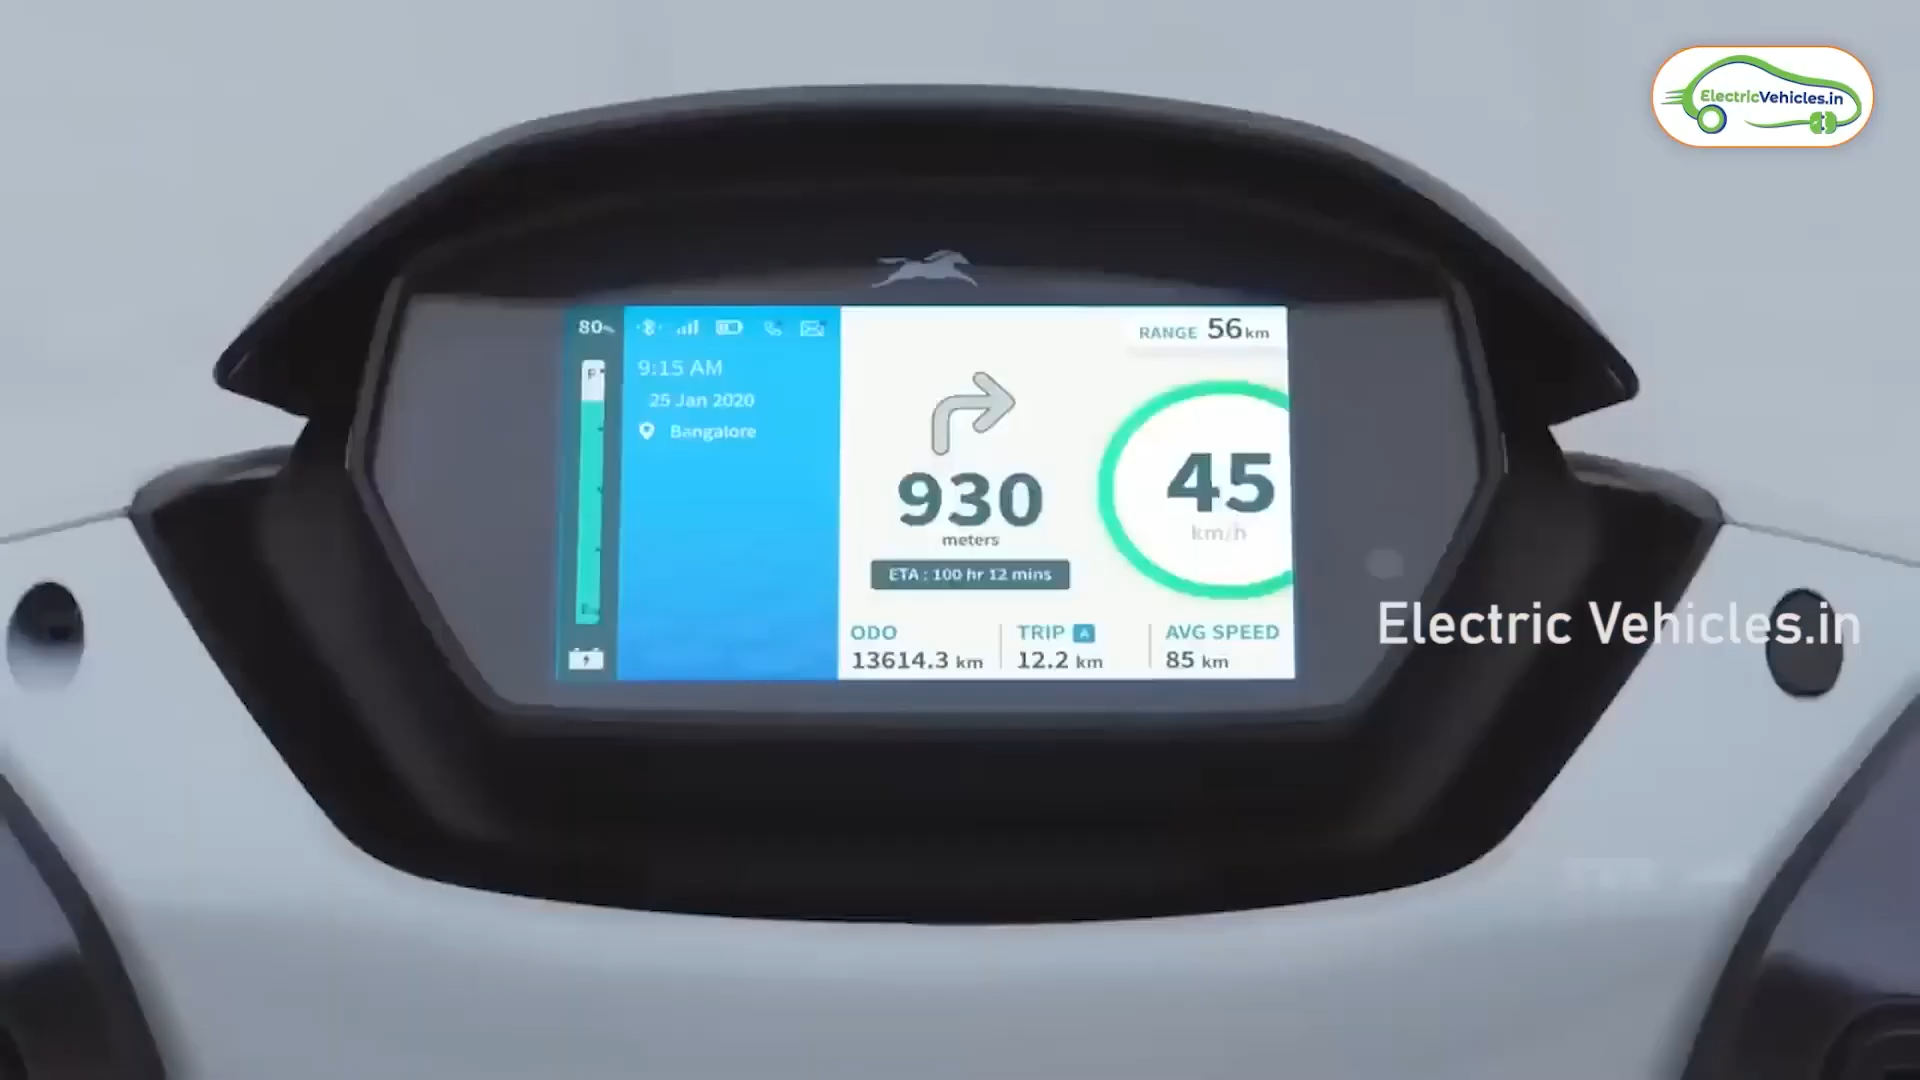 ElectricVehicles.in
80%
9:15 AM
25 Jan 2020
Bangalore
RANGE 56 km
930
meters
ETA : 100 hr 12 mins
45
km/h
ODO
13614.3 km
TRIP A
12.2 km
AVG SPEED
85 km
Electric Vehicles.in